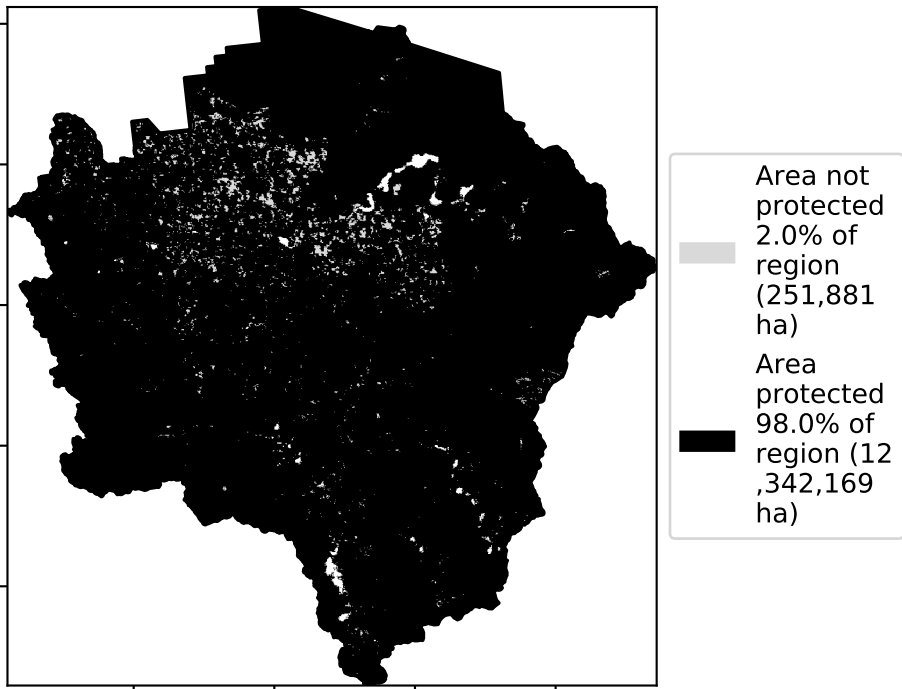 Area not
protected
2.0% of
region
(251,881
ha)
Area
protected
98.0% of
region (12
,342,169
ha)